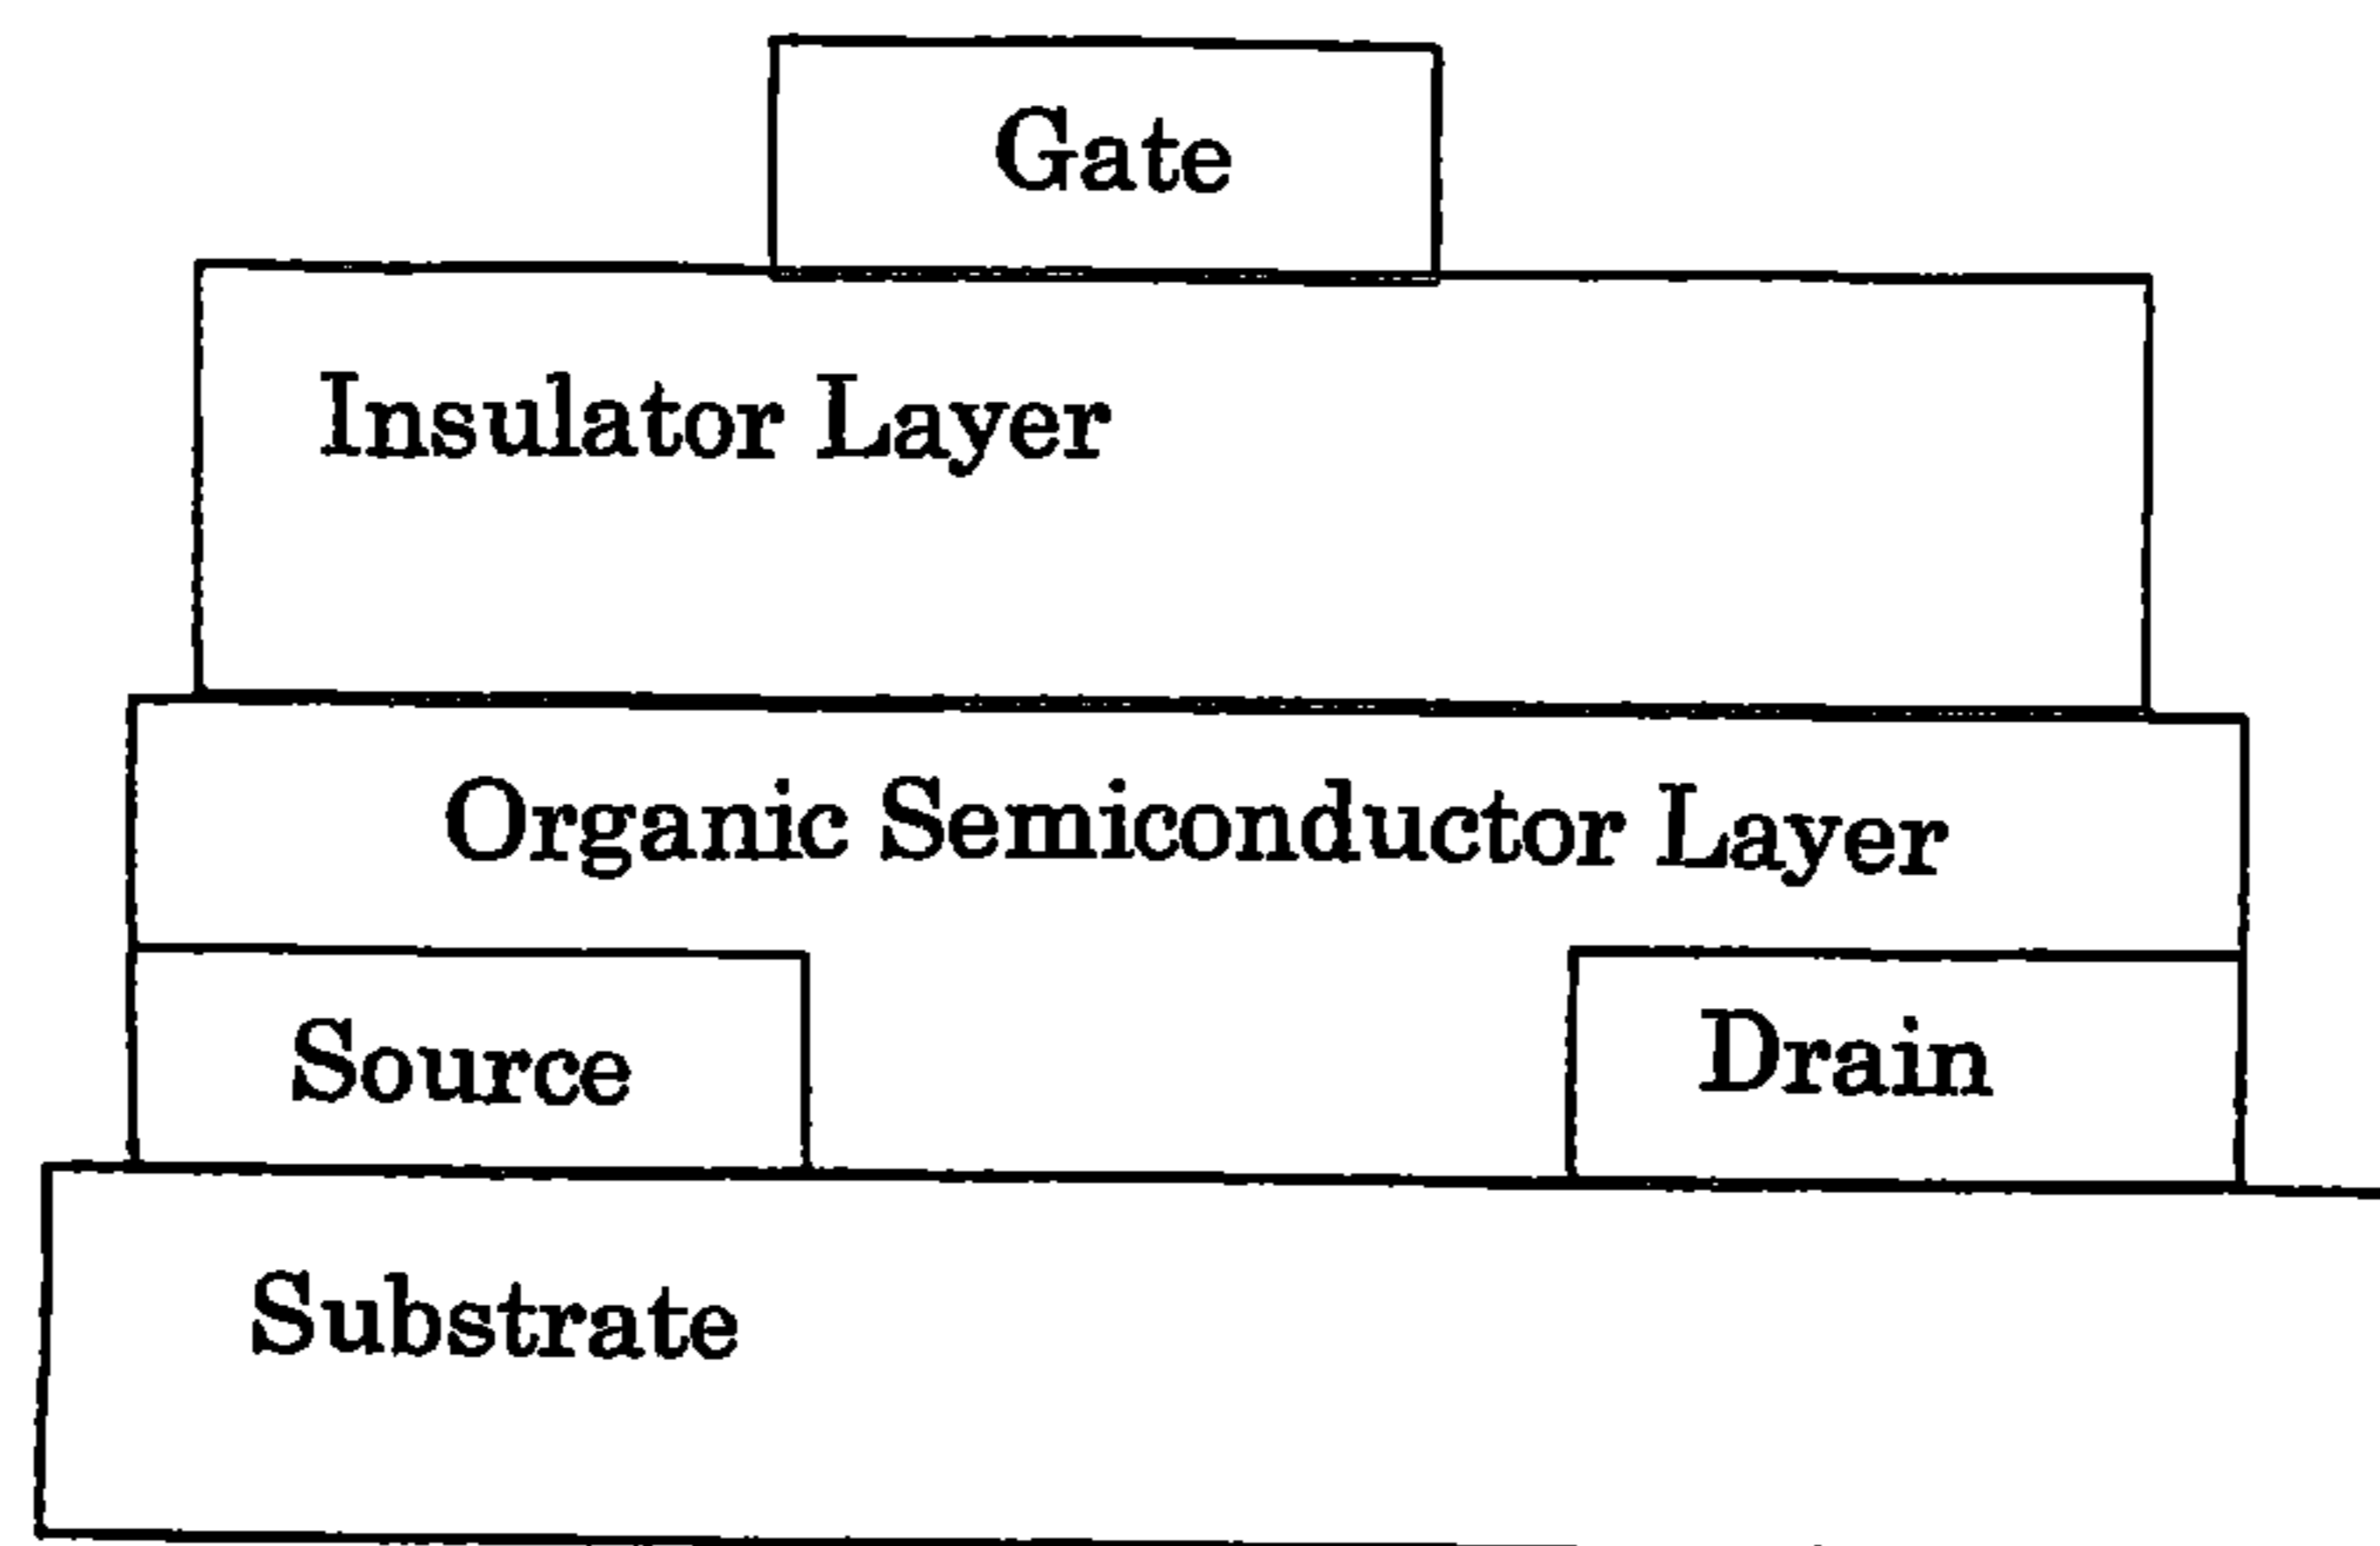 Gate
Insulator Layer
Organic Semiconductor Layer
Source
Drain
Substrate